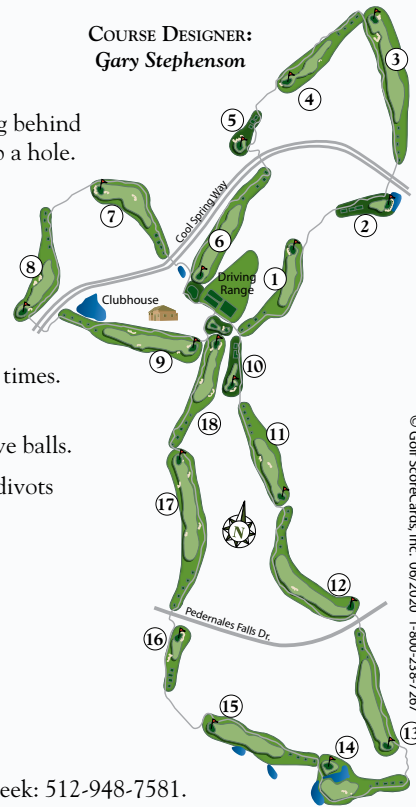 COURSE DESIGNER:
Gary Stephenson
g behind
p a hole.
times.
ve balls.
divots
eek: 512-948-7581.
3
4
5
2
Cool Spring Way
7
6
8
1
Driving
Range
Clubhouse
9
10
18
11
17
N
12
Pedernales Falls Dr.
16
15
14
13
© Golf ScoreCards, Inc. 06/2020 1-800-238-7267